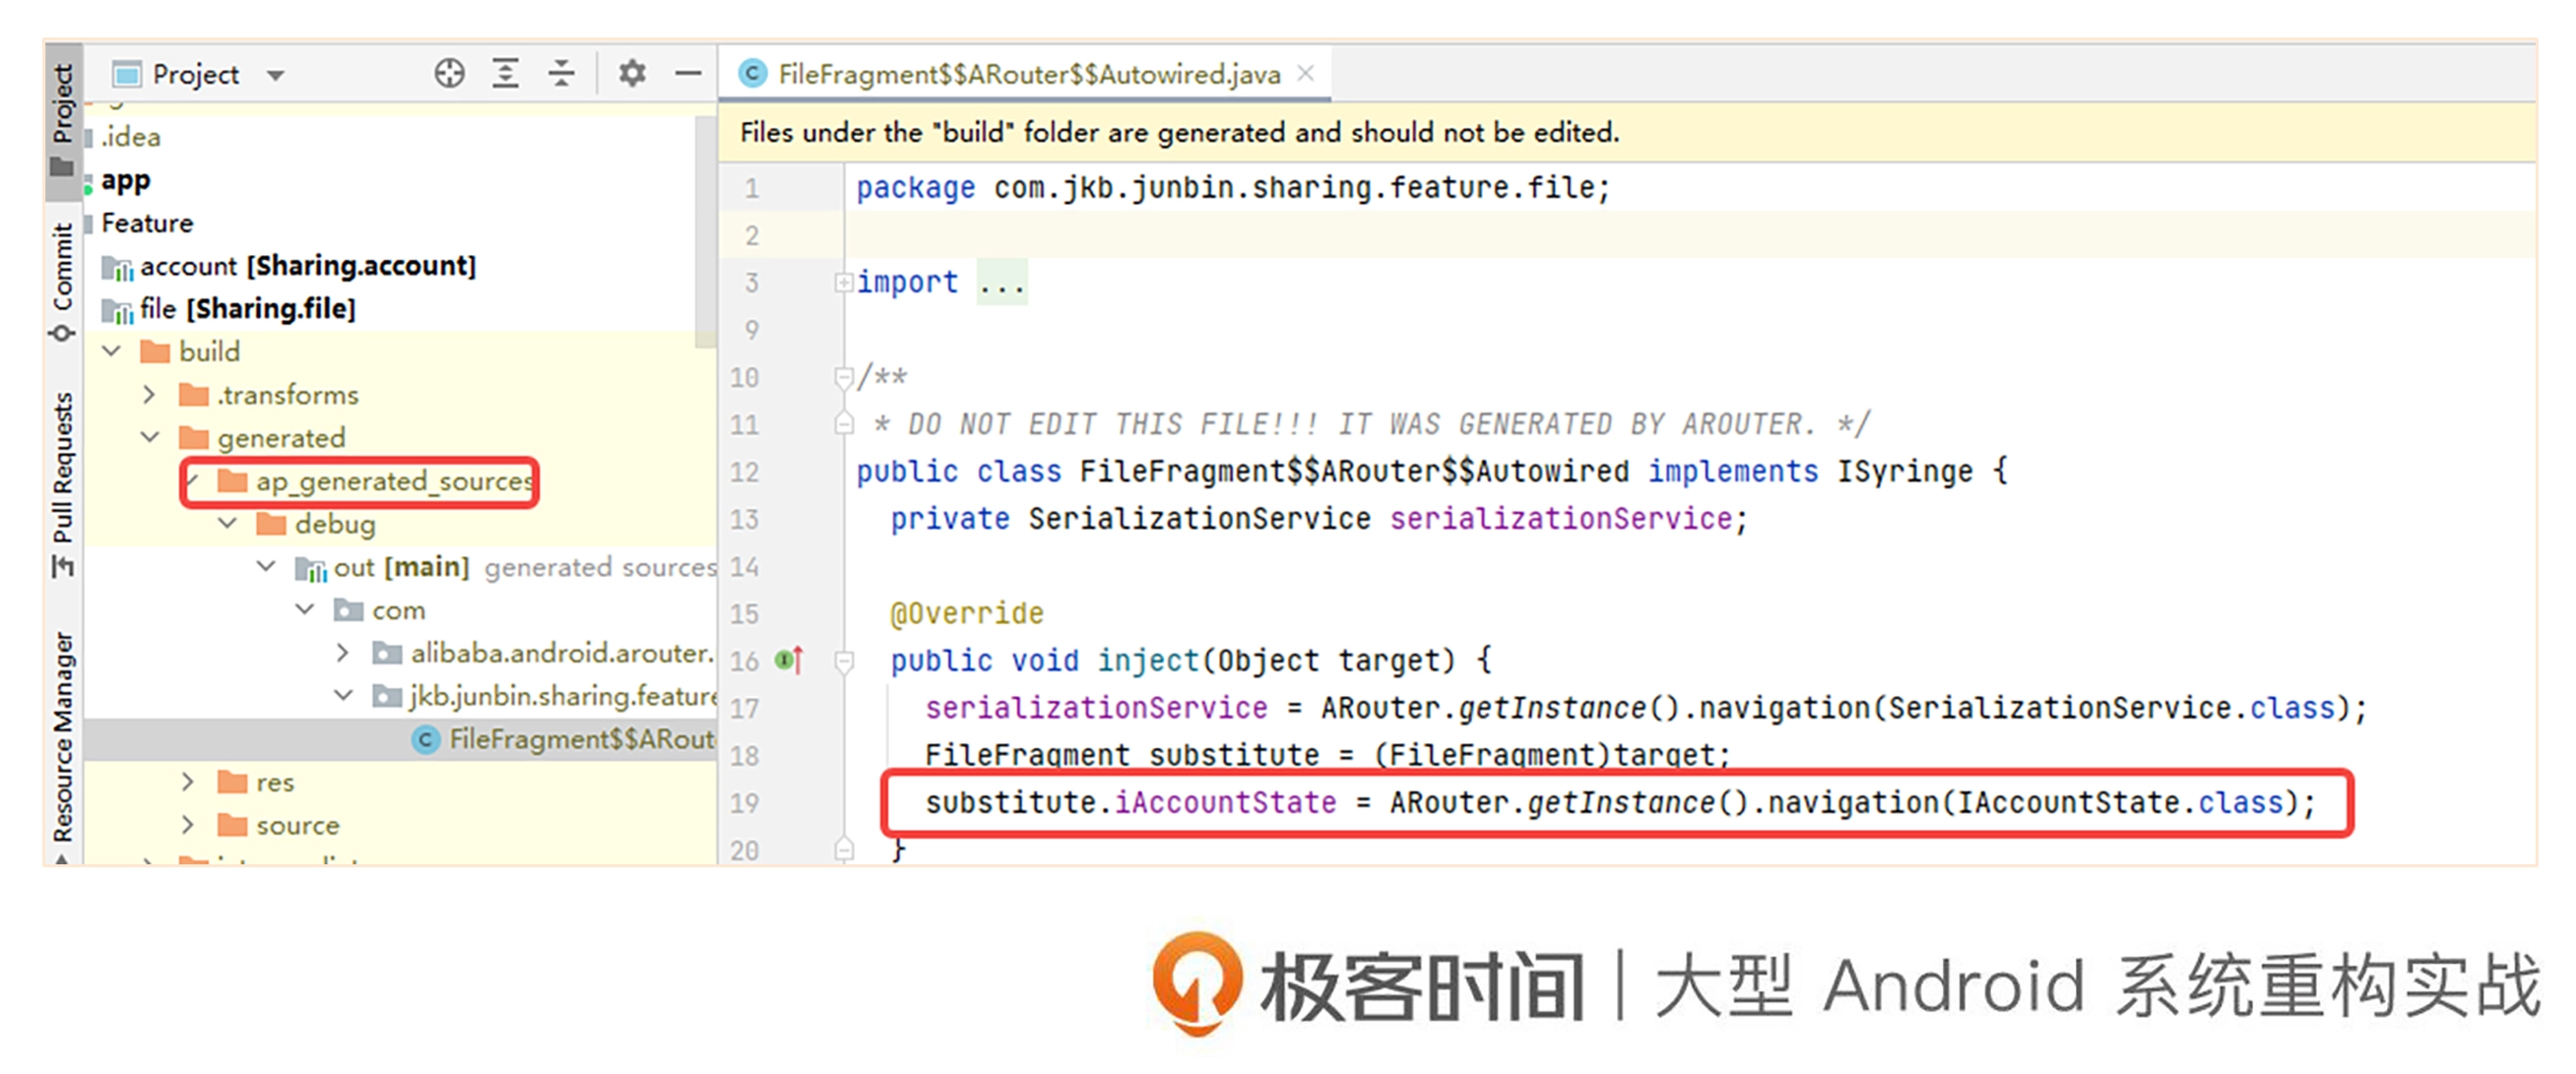 Project
Commit
Pull Requests
Resource Manager
Project
.idea
app
Feature
account [Sharing.account]
file [Sharing.file]
build
.transforms
generated
ap_generated_sources
debug
out [main] generated sources
com
alibaba.android.arouter.
jkb.junbin.sharing.feature
FileFragment$$ARout
res
source
FileFragment$$ARouter$$Autowired.java
Files under the "build" folder are generated and should not be edited.
1 package com.jkb.junbin.sharing.feature.file;
2
3 import ...
9
10 /**
11 * DO NOT EDIT THIS FILE!!! IT WAS GENERATED BY AROUTER. */
12 public class FileFragment$$ARouter$$Autowired implements ISyringe {
13 private SerializationService serializationService;
14
15 @Override
16 public void inject(Object target) {
17 serializationService = ARouter.getInstance().navigation(SerializationService.class);
18 FileFragment substitute = (FileFragment)target;
19 substitute.iAccountState = ARouter.getInstance().navigation(IAccountState.class);
20 }
极客时间 | 大型 Android 系统重构实战